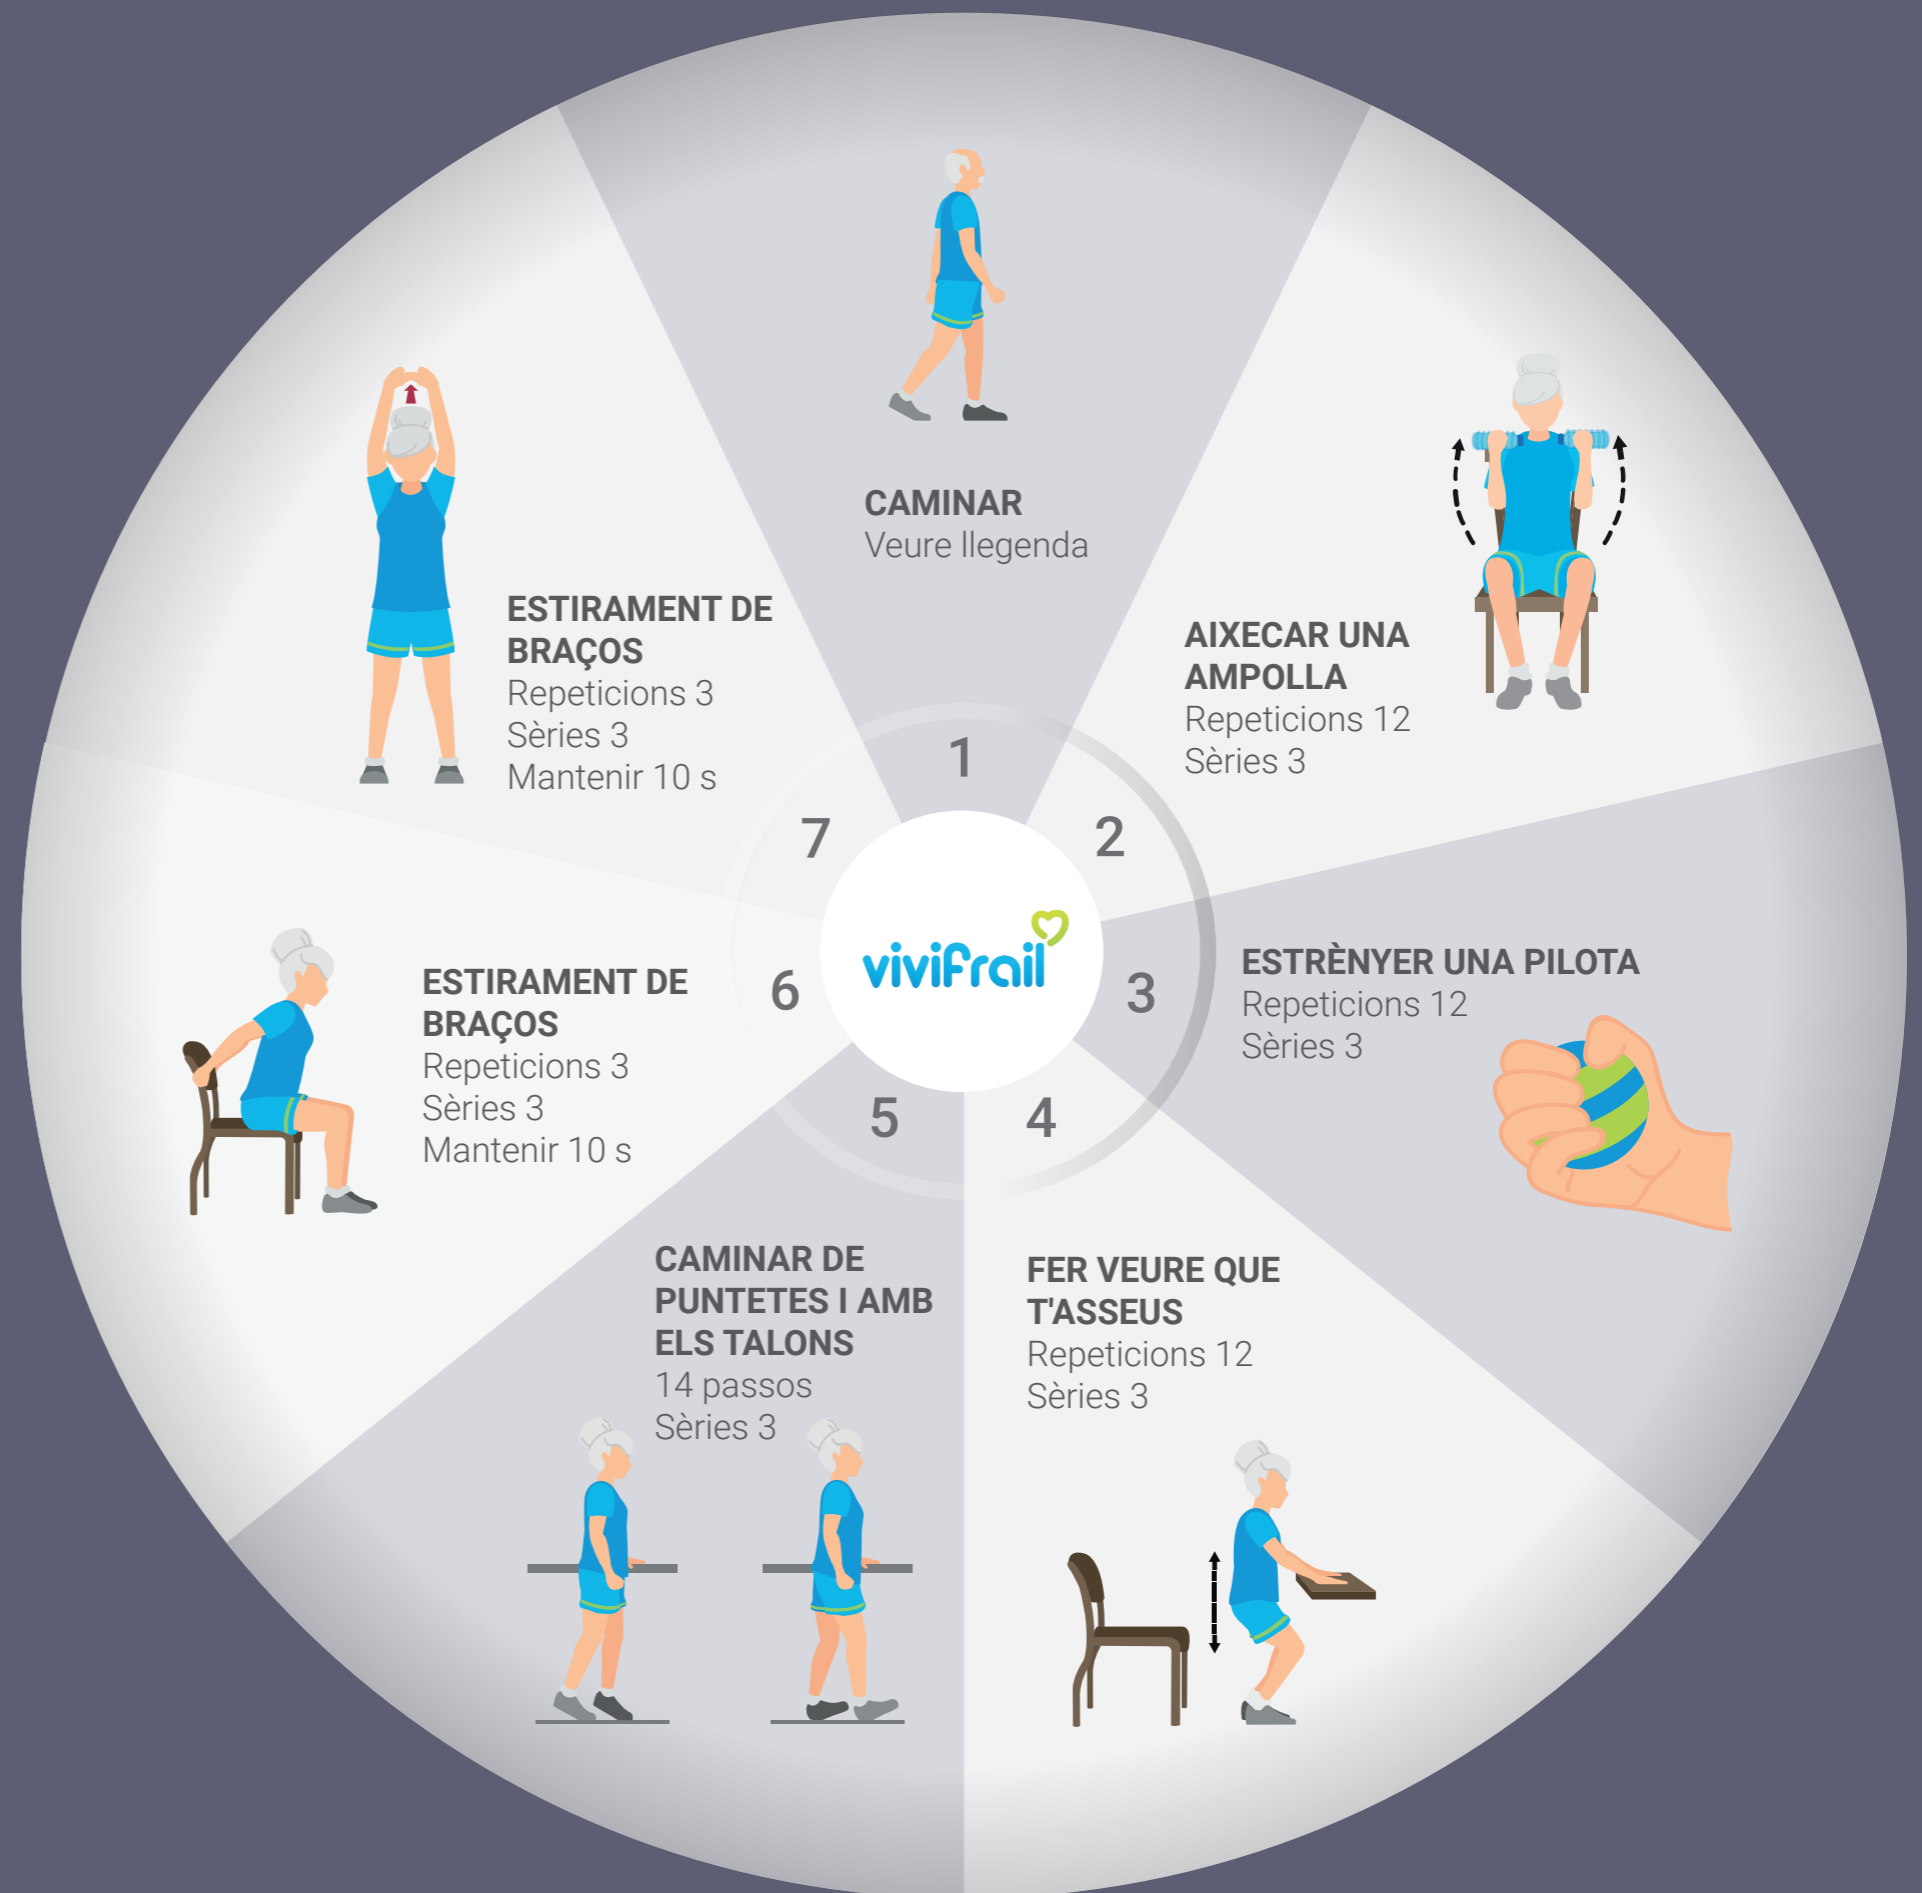 1
CAMINAR
Veure llegenda
2
AIXECAR UNA
AMPOLLA
Repeticions 12
Sèries 3
3
ESTRÈNYER UNA PILOTA
Repeticions 12
Sèries 3
4
FER VEURE QUE
T'ASSEUS
Repeticions 12
Sèries 3
5
CAMINAR DE
PUNTETES I AMB
ELS TALONS
14 passos
Sèries 3
6
ESTIRAMENT DE
BRAÇOS
Repeticions 3
Sèries 3
Mantenir 10 s
7
ESTIRAMENT DE
BRAÇOS
Repeticions 3
Sèries 3
Mantenir 10 s
vivifrail